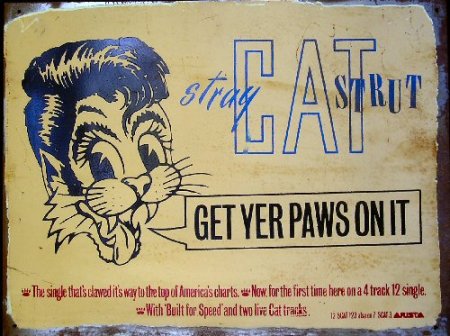 stray CAT STRUT
GET YER PAWS ON IT
The single that's clawed it's way to the top of America's charts. Now, for the first time here on a 4 track 12 single.
With 'Built for Speed' and two live Cat tracks.
ARISTA